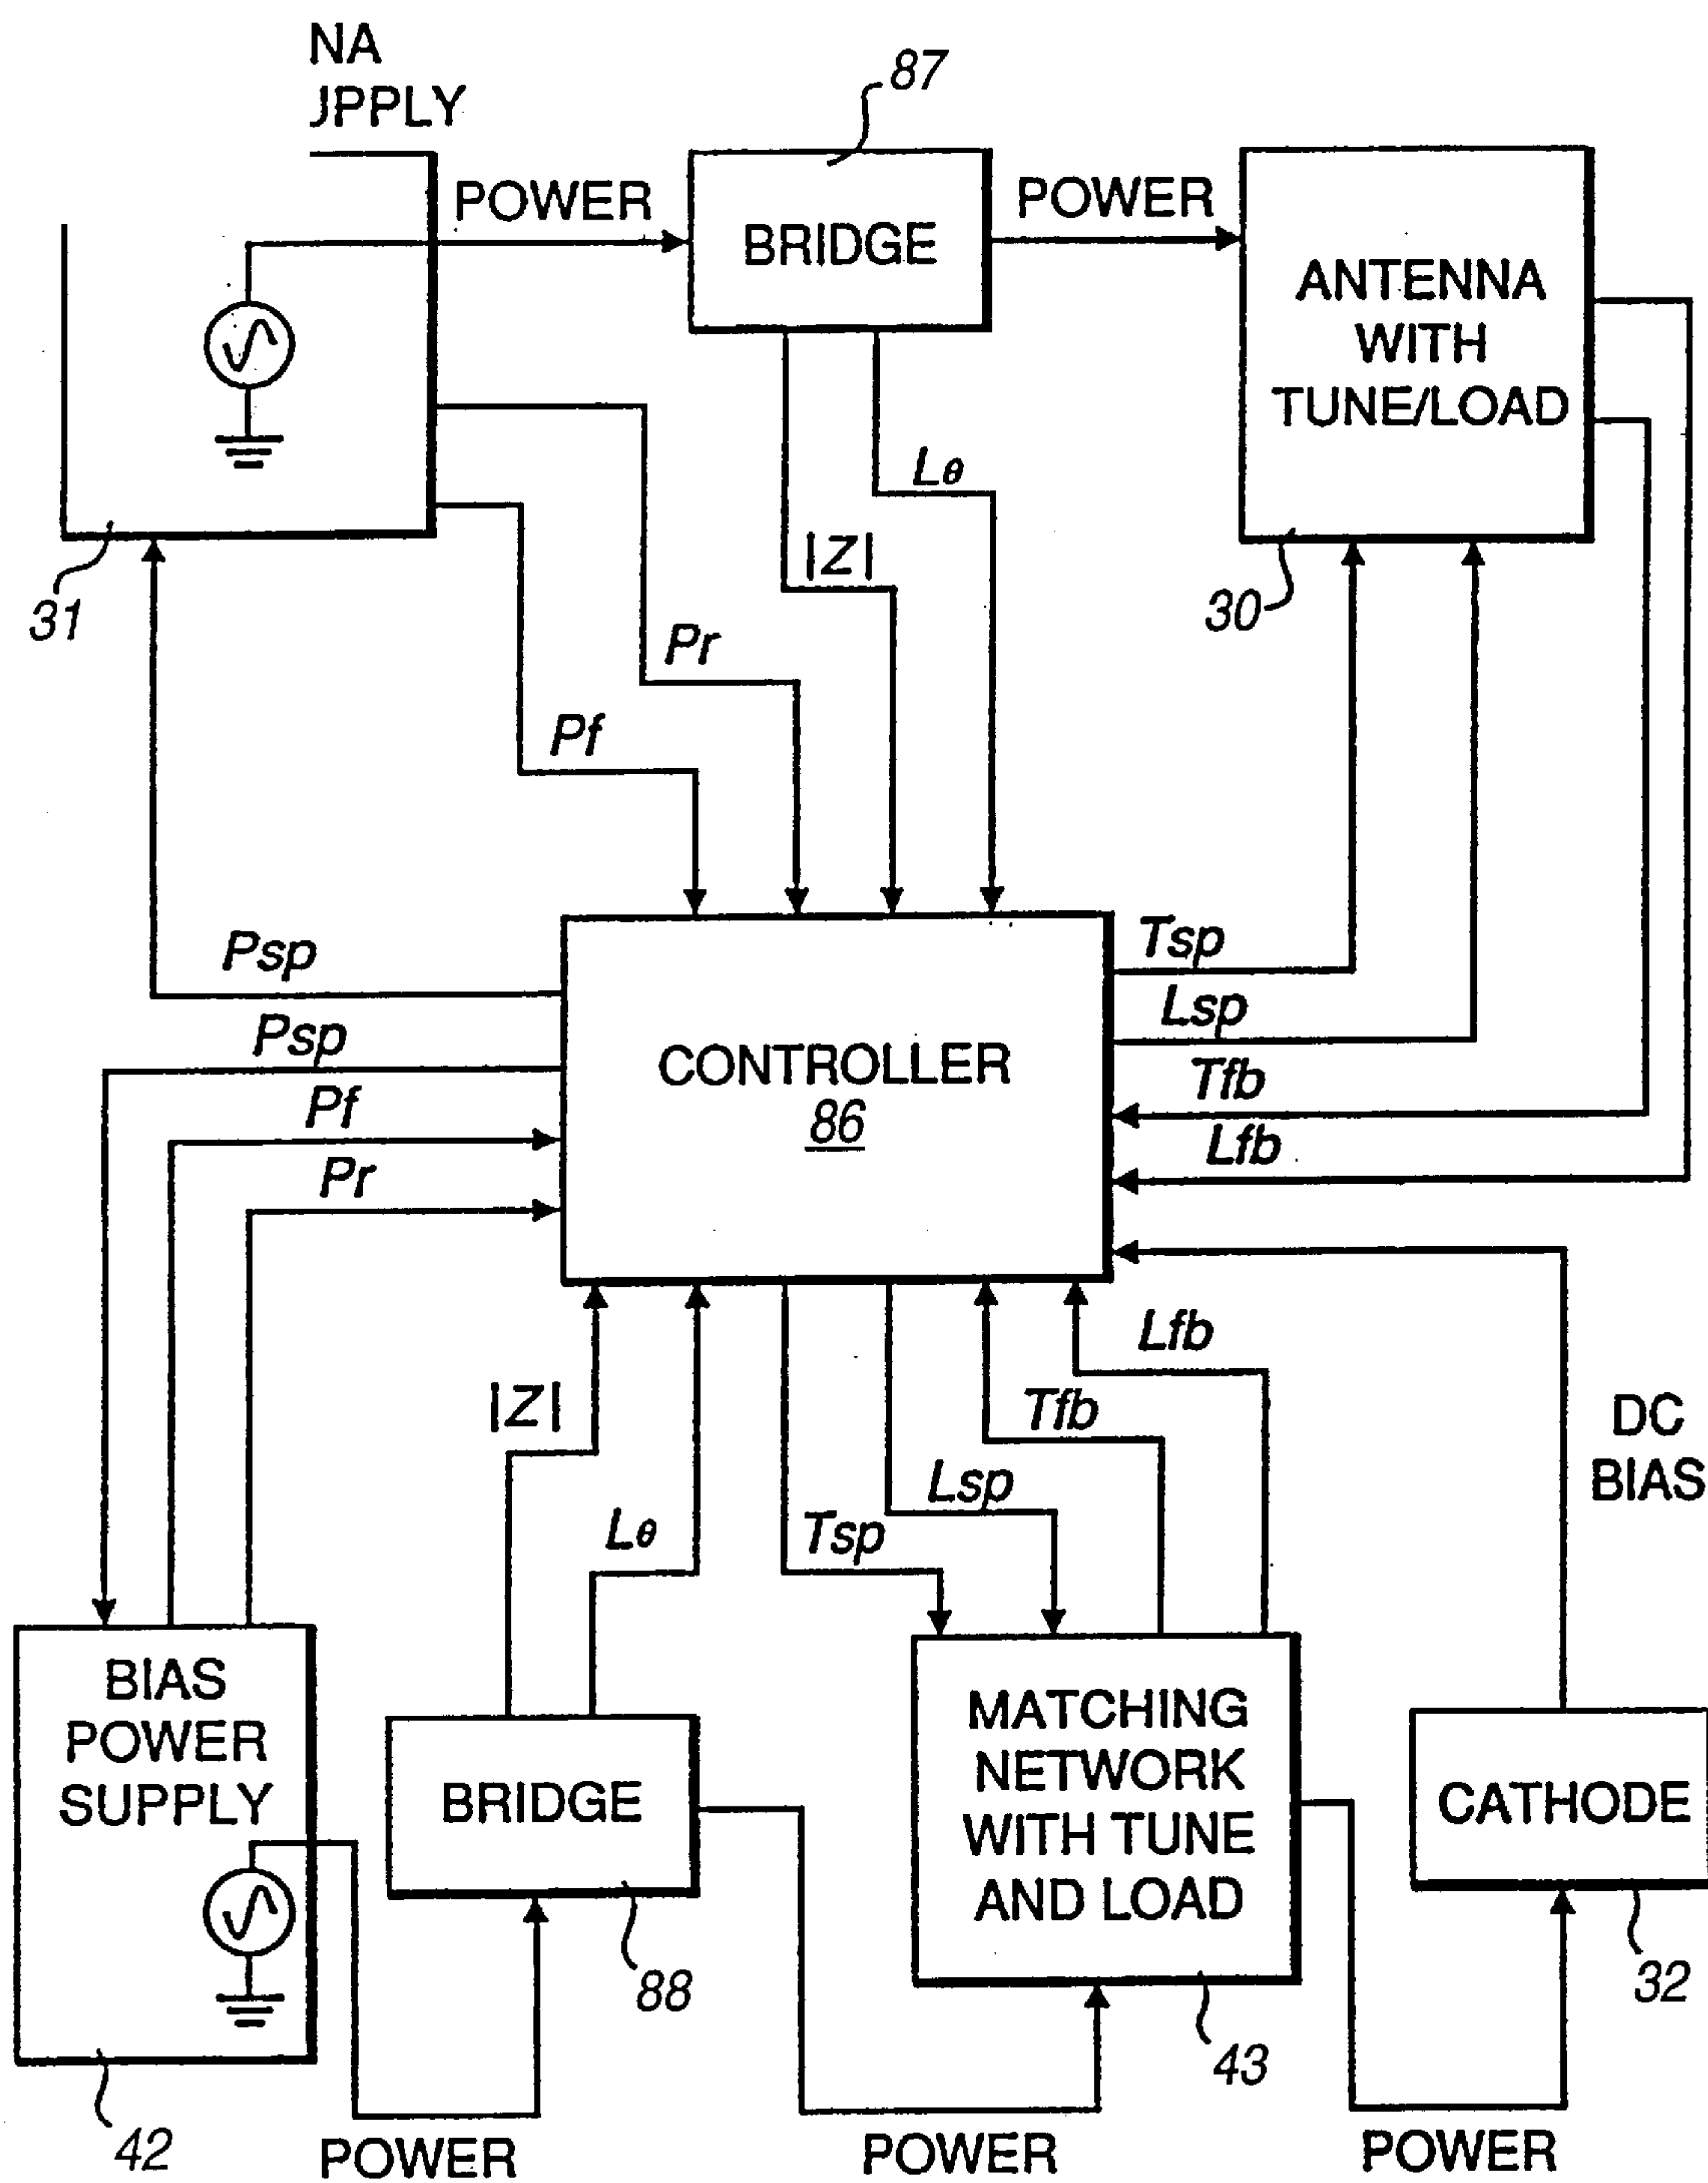 NA
UPPLY
87
POWER
BRIDGE
POWER
ANTENNA
WITH
TUNE/LOAD
Lθ
|Z|
31
30
Pr
Pf
Psp
Tsp
Lsp
Psp
CONTROLLER
86
Tfb
Pf
Lfb
Pr
Lfb
|Z|
Tfb
DC
BIAS
Lsp
Lθ
Tsp
BIAS
POWER
SUPPLY
BRIDGE
MATCHING
NETWORK
WITH TUNE
AND LOAD
CATHODE
88
32
43
42
POWER
POWER
POWER